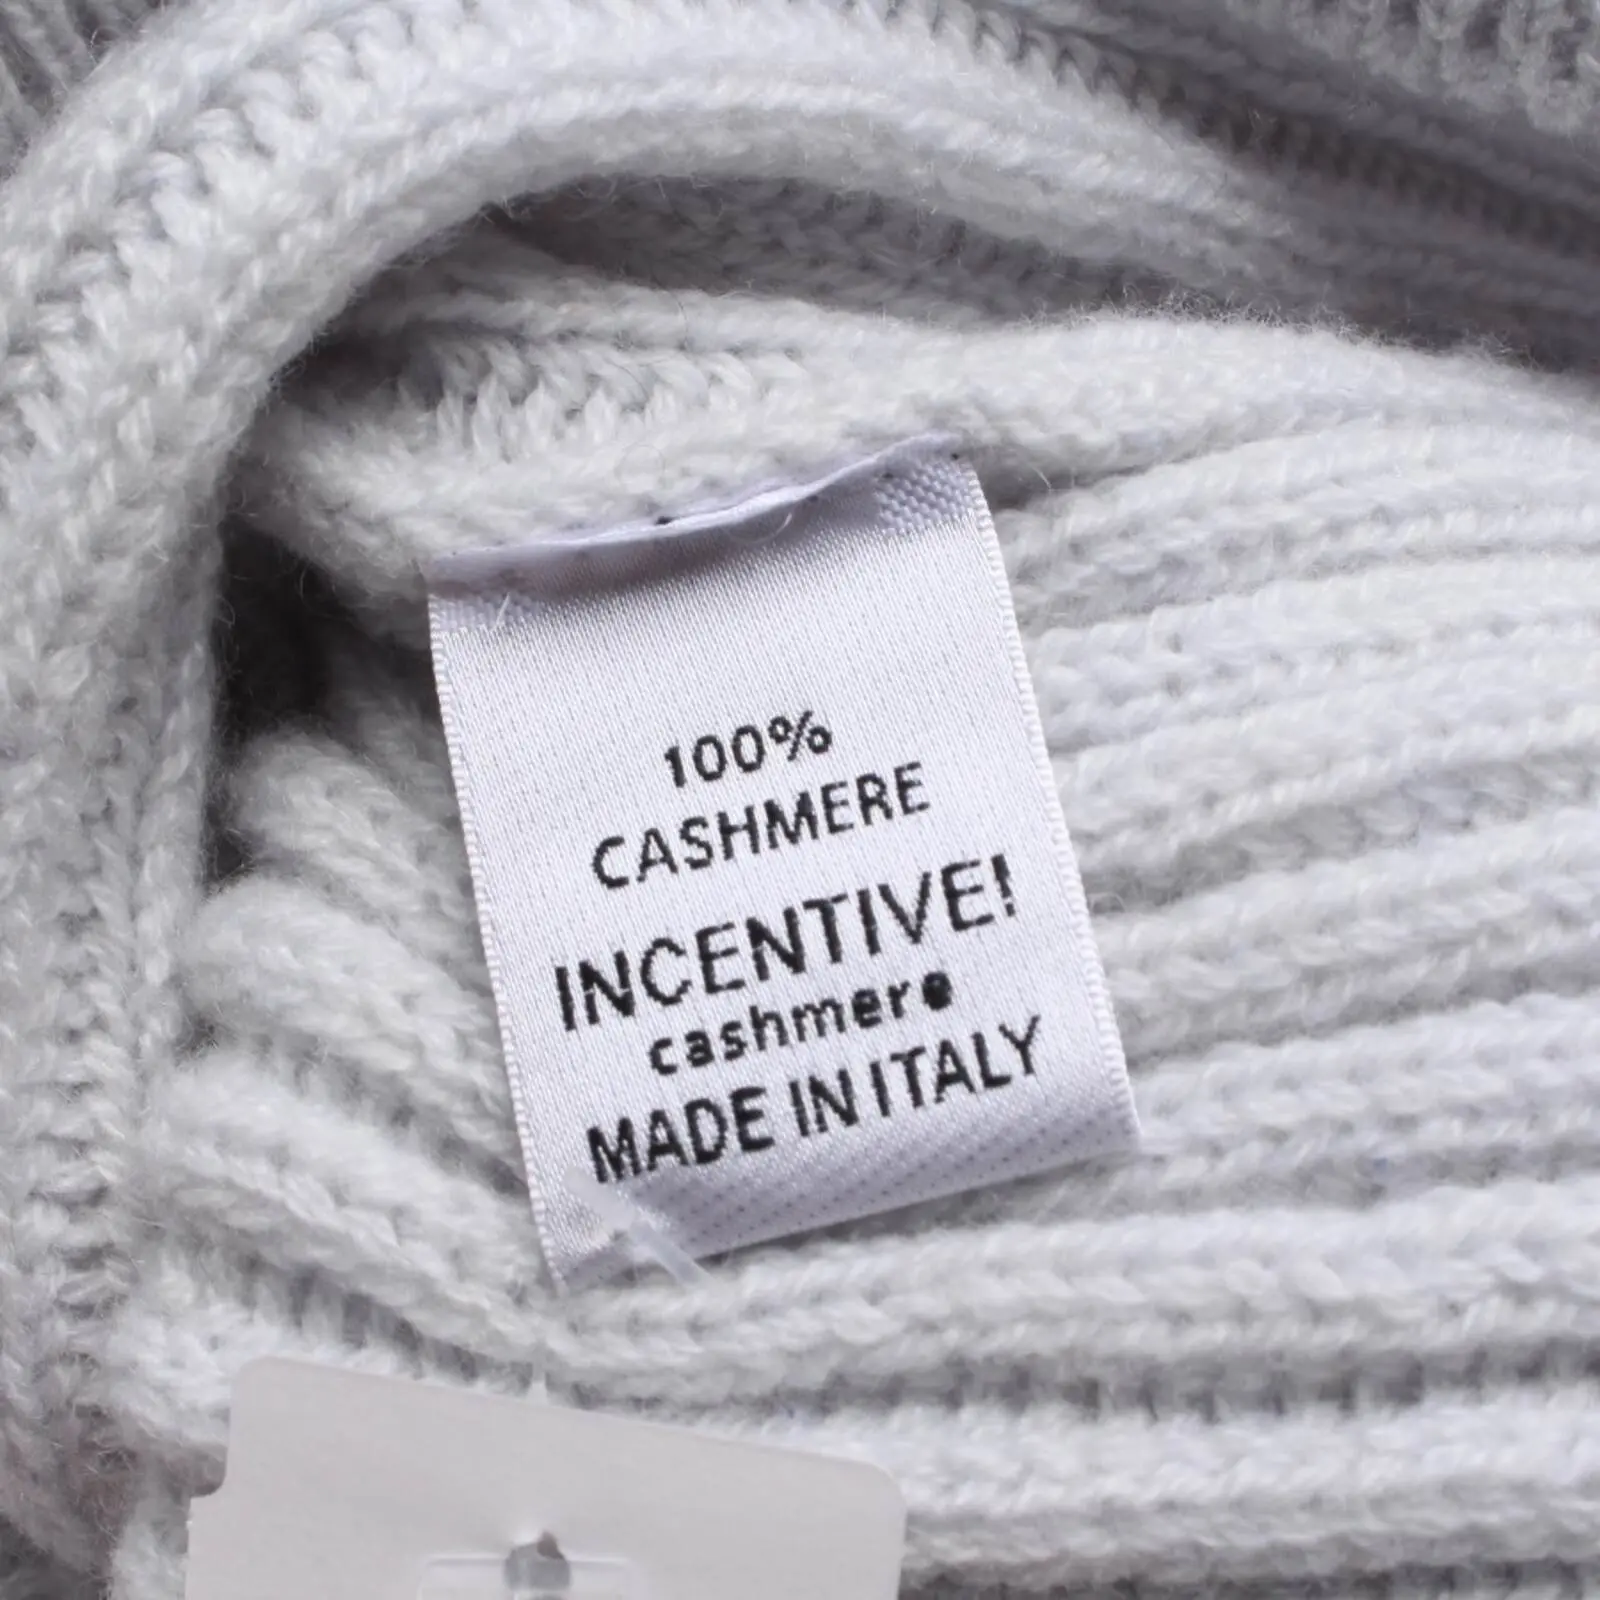 100%
CASHMERE
INCENTIVE!
cashmere
MADE IN ITALY